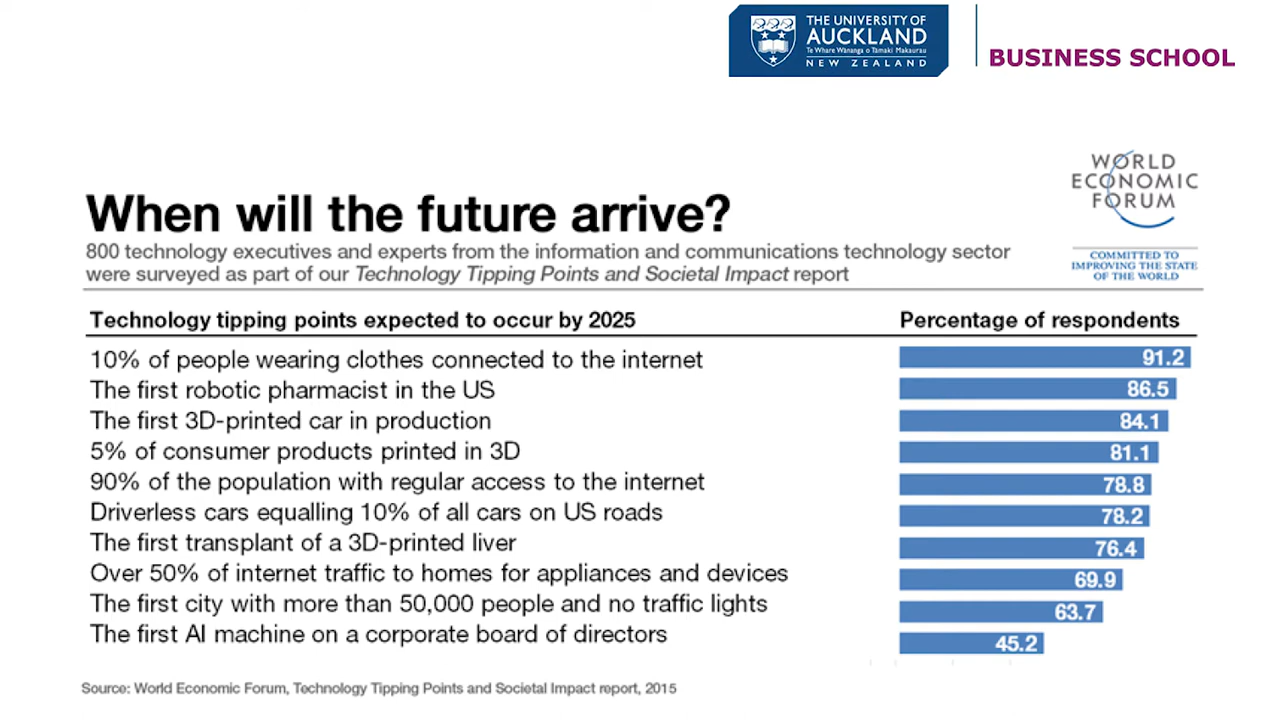 THE UNIVERSITY OF
AUCKLAND
Te Whare Wananga o Tamaki Makaurau
NEW ZEALAND
BUSINESS SCHOOL
WORLD
ECONOMIC
FORUM
COMMITTED TO
IMPROVING THE STATE
OF THE WORLD
When will the future arrive?
800 technology executives and experts from the information and communications technology sector
were surveyed as part of our Technology Tipping Points and Societal Impact report
Technology tipping points expected to occur by 2025 Percentage of respondents
10% of people wearing clothes connected to the internet 91.2
The first robotic pharmacist in the US 86.5
The first 3D-printed car in production 84.1
5% of consumer products printed in 3D 81.1
90% of the population with regular access to the internet 78.8
Driverless cars equalling 10% of all cars on US roads 78.2
The first transplant of a 3D-printed liver 76.4
Over 50% of internet traffic to homes for appliances and devices 69.9
The first city with more than 50,000 people and no traffic lights 63.7
The first AI machine on a corporate board of directors 45.2
Source: World Economic Forum, Technology Tipping Points and Societal Impact report, 2015